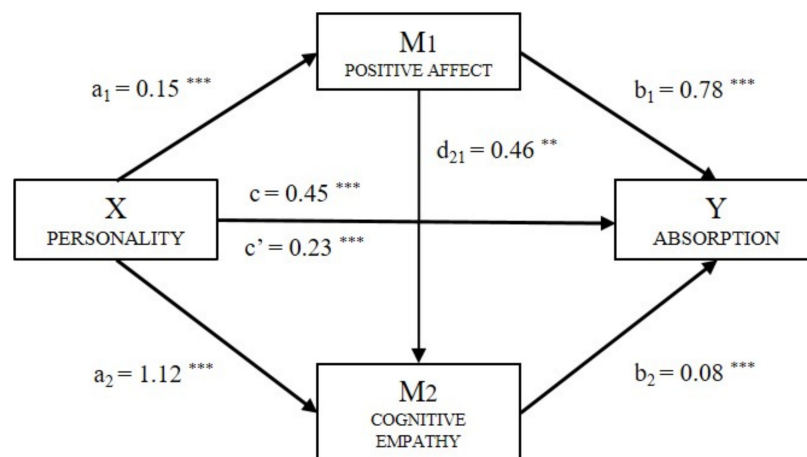 M1
POSITIVE AFFECT
a1 = 0.15 ***
b1 = 0.78 ***
d21 = 0.46 **
X
PERSONALITY
c = 0.45 ***
c’ = 0.23 ***
Y
ABSORPTION
a2 = 1.12 ***
b2 = 0.08 ***
M2
COGNITIVE
EMPATHY